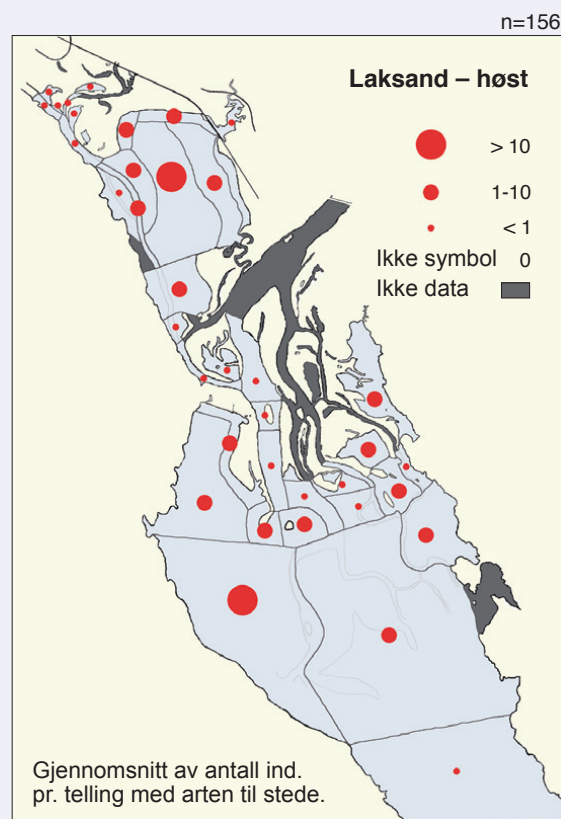 n=156
Laksand – høst
> 10
1-10
< 1
Ikke symbol 0
Ikke data
Gjennomsnitt av antall ind.
pr. telling med arten til stede.